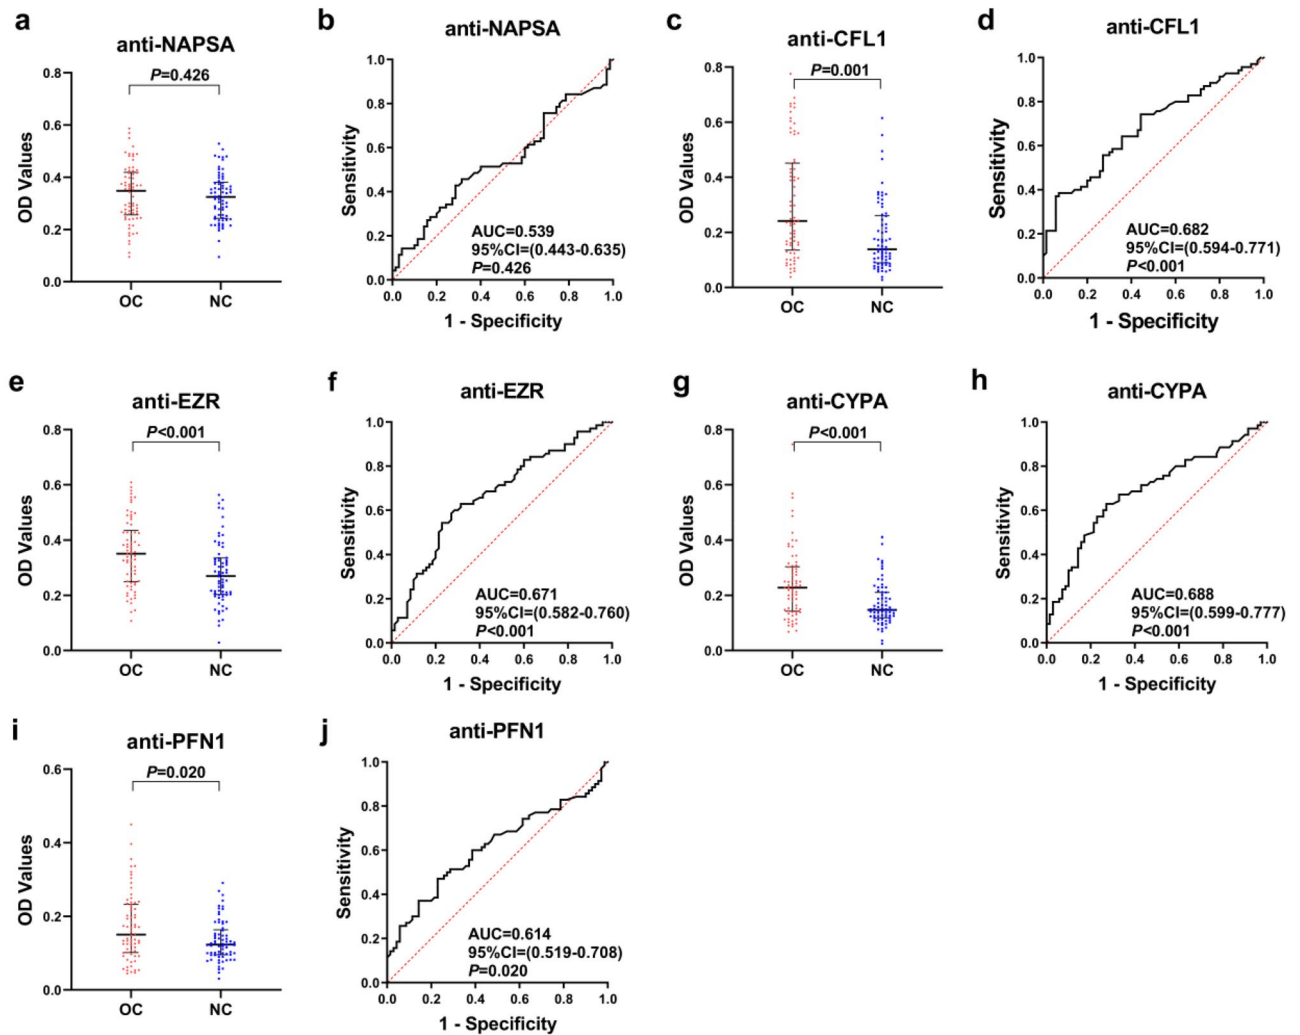 a
anti-NAPSA
P=0.426
0.8
0.6
0.4
0.2
0.0
OD Values
OC NC
b
anti-NAPSA
1.0
0.8
0.6
0.4
0.2
0.0
Sensitivity
AUC=0.539
95%CI=(0.443-0.635)
P=0.426
0.0 0.2 0.4 0.6 0.8 1.0
1 - Specificity
c
anti-CFL1
P=0.001
0.8
0.6
0.4
0.2
0.0
OD Values
OC NC
d
anti-CFL1
1.0
0.8
0.6
0.4
0.2
0.0
Sensitivity
AUC=0.682
95%CI=(0.594-0.771)
P<0.001
0.0 0.2 0.4 0.6 0.8 1.0
1 - Specificity
e
anti-EZR
P<0.001
0.8
0.6
0.4
0.2
0.0
OD Values
OC NC
f
anti-EZR
1.0
0.8
0.6
0.4
0.2
0.0
Sensitivity
AUC=0.671
95%CI=(0.582-0.760)
P<0.001
0.0 0.2 0.4 0.6 0.8 1.0
1 - Specificity
g
anti-CYPA
P<0.001
0.8
0.6
0.4
0.2
0.0
OD Values
OC NC
h
anti-CYPA
1.0
0.8
0.6
0.4
0.2
0.0
Sensitivity
AUC=0.688
95%CI=(0.599-0.777)
P<0.001
0.0 0.2 0.4 0.6 0.8 1.0
1 - Specificity
i
anti-PFN1
P=0.020
0.6
0.4
0.2
0.0
OD Values
OC NC
j
anti-PFN1
1.0
0.8
0.6
0.4
0.2
0.0
Sensitivity
AUC=0.614
95%CI=(0.519-0.708)
P=0.020
0.0 0.2 0.4 0.6 0.8 1.0
1 - Specificity